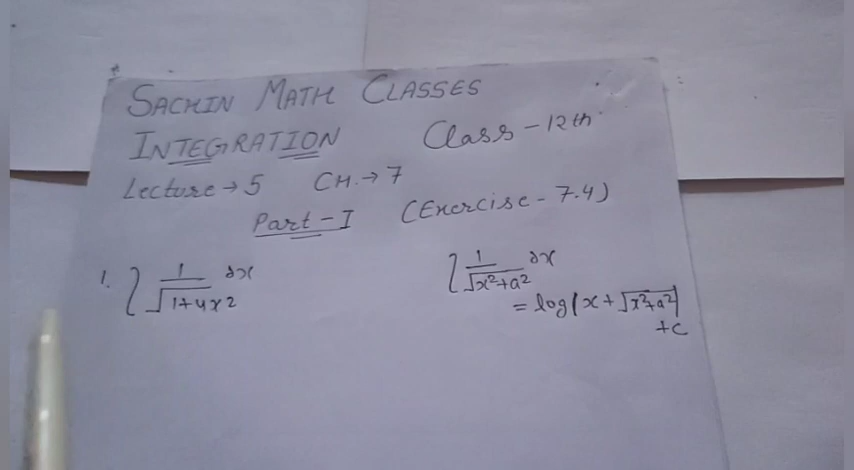 SACHIN MATH CLASSES
INTEGRATION Class - 12th
Lecture → 5 CH. → 7
Part - I (Exercise - 7.4)
1. ∫ 1/√(1+4x2) dx ∫ 1/√(x²+a²) dx
= log|x + √(x²+a²)|
+c